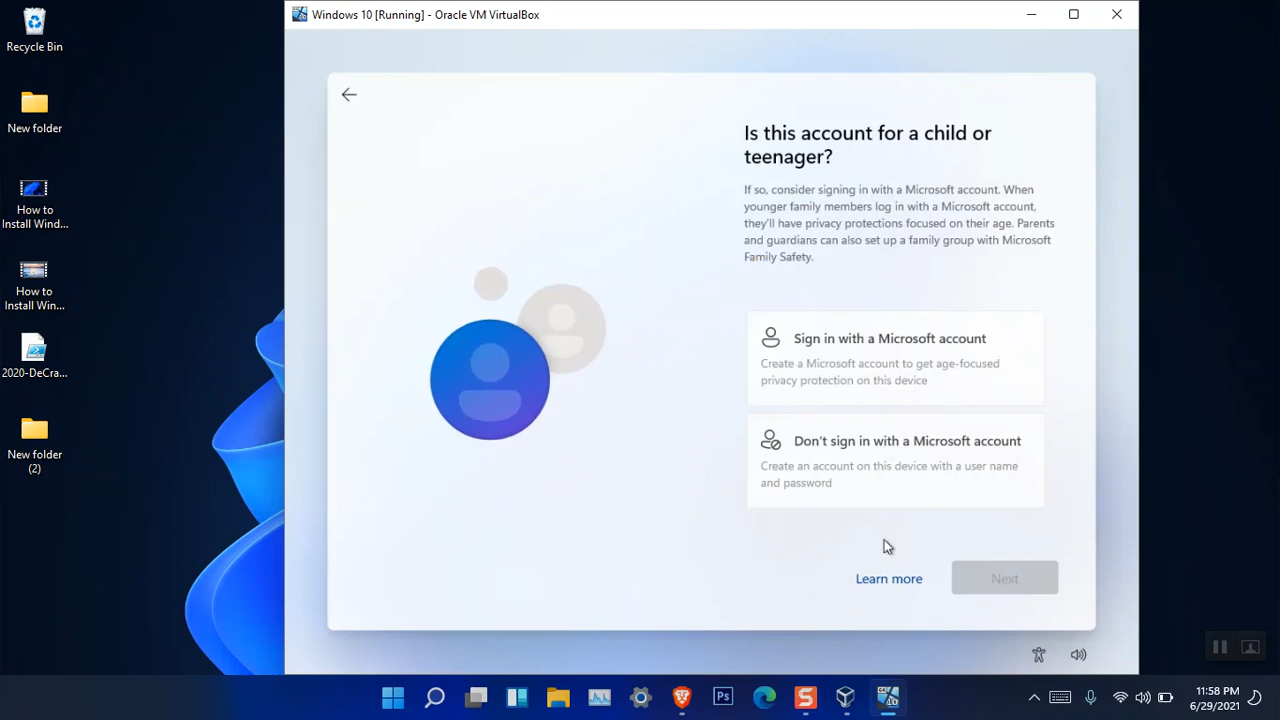 Recycle Bin
New folder
How to
Install Wind...
How to
Install Win...
2020-DeCra...
New folder
(2)
Windows 10 [Running] - Oracle VM VirtualBox
Is this account for a child or
teenager?
If so, consider signing in with a Microsoft account. When
younger family members log in with a Microsoft account,
they'll have privacy protections focused on their age. Parents
and guardians can also set up a family group with Microsoft
Family Safety.
Sign in with a Microsoft account
Create a Microsoft account to get age-focused
privacy protection on this device
Don't sign in with a Microsoft account
Create an account on this device with a user name
and password
Learn more
Next
Ps
S
10
11:58 PM
6/29/2021